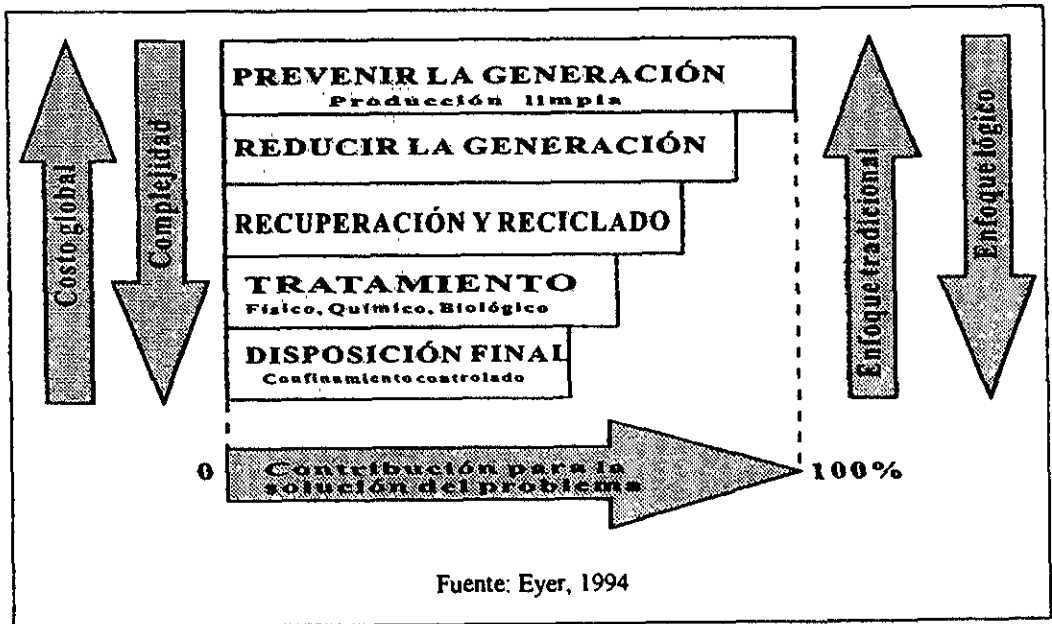 Costo global
Complejidad
PREVENIR LA GENERACIÓN
Producción limpia
REDUCIR LA GENERACIÓN
RECUPERACIÓN Y RECICLADO
TRATAMIENTO
Físico, Químico, Biológico
DISPOSICIÓN FINAL
Confinamiento controlado
Enfoque tradicional
Enfoque lógico
0
Contribución para la
solución del problema
100%
Fuente: Eyer, 1994